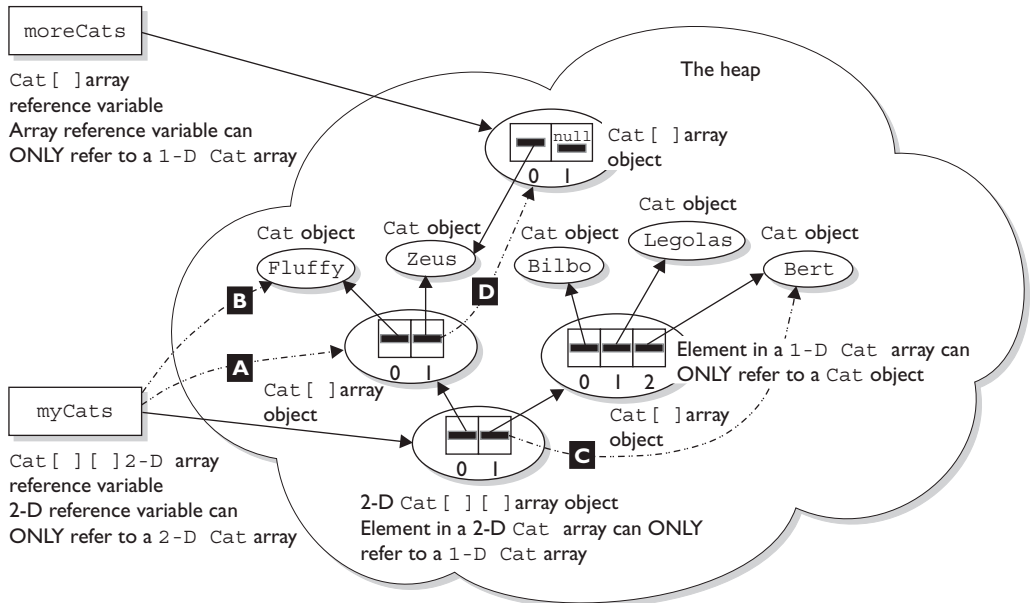 moreCats
Cat [ ] array
reference variable
Array reference variable can
ONLY refer to a 1-D Cat array
The heap
null
0 1
Cat [ ] array
object
Cat object
Fluffy
Cat object
Zeus
Cat object
Bilbo
Cat object
Legolas
Cat object
Bert
B
D
A
0 1
Cat [ ] array
object
0 1 2
Element in a 1-D Cat array can
ONLY refer to a Cat object
Cat [ ] array
object
myCats
0 1
C
Cat [ ] [ ] 2-D array
reference variable
2-D reference variable can
ONLY refer to a 2-D Cat array
2-D Cat [ ] [ ] array object
Element in a 2-D Cat array can ONLY
refer to a 1-D Cat array